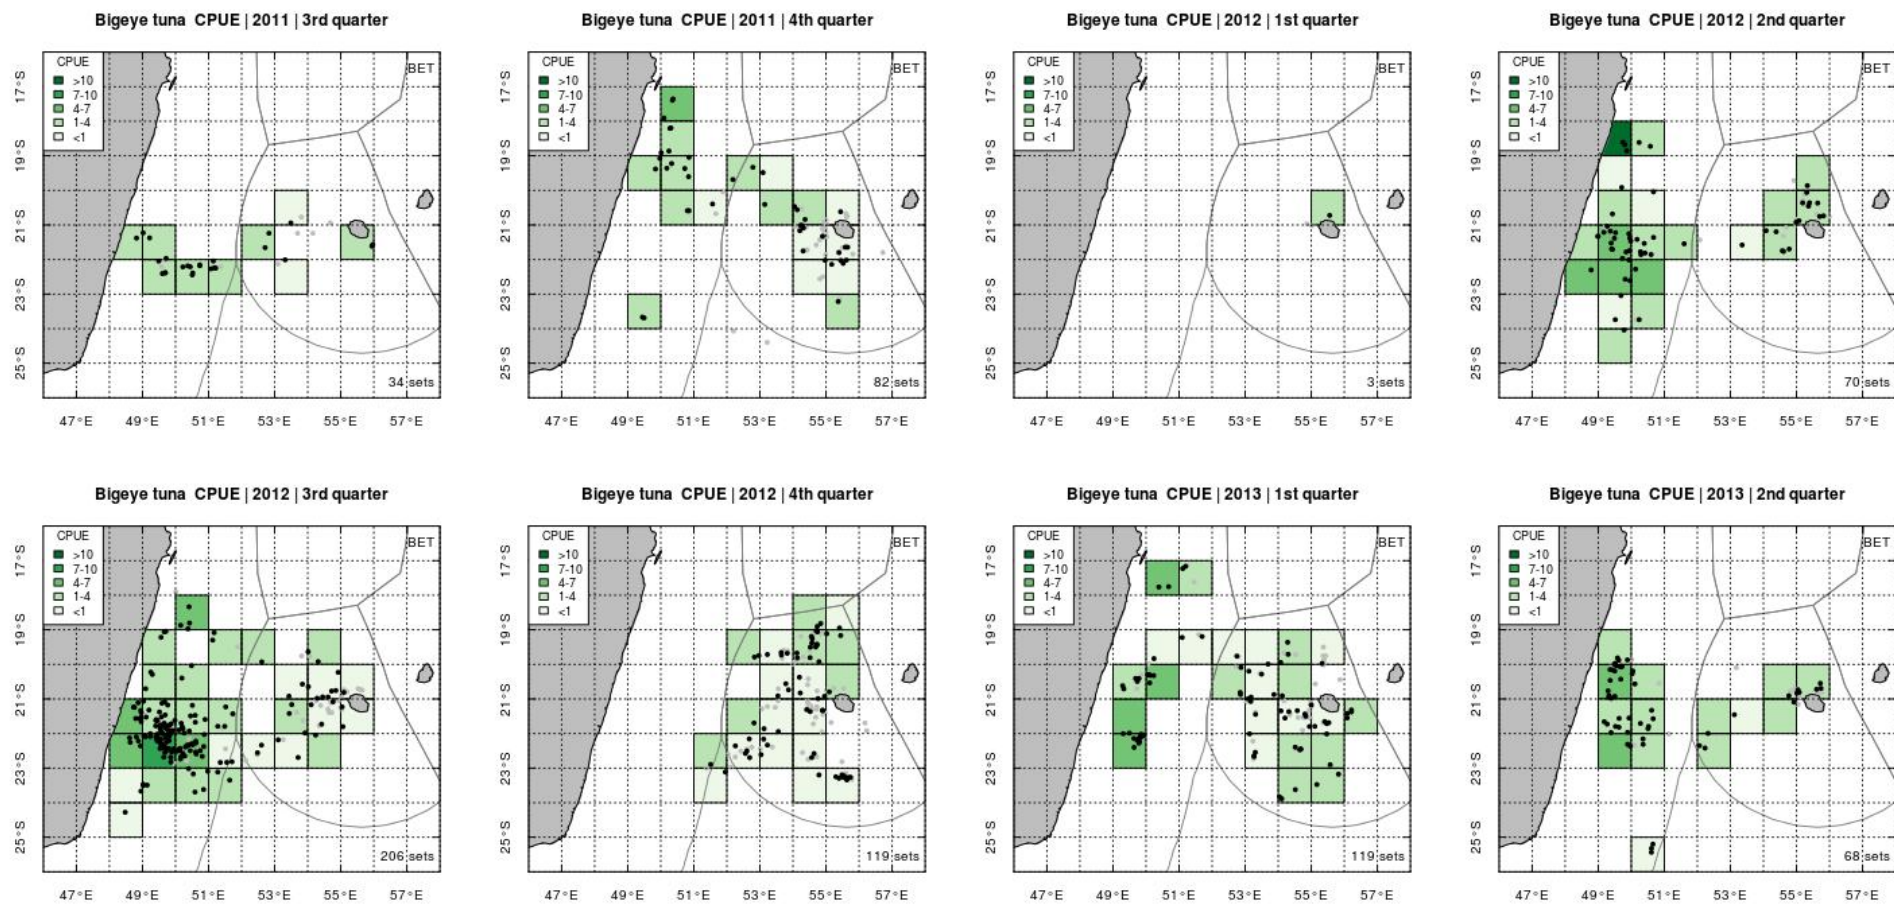 Bigeye tuna CPUE | 2011 | 3rd quarter
CPUE
>10
7-10
4-7
1-4
<1
BET
17°S
19°S
21°S
23°S
25°S
34 sets
47°E 49°E 51°E 53°E 55°E 57°E
Bigeye tuna CPUE | 2011 | 4th quarter
CPUE
>10
7-10
4-7
1-4
<1
BET
17°S
19°S
21°S
23°S
25°S
82 sets
47°E 49°E 51°E 53°E 55°E 57°E
Bigeye tuna CPUE | 2012 | 1st quarter
CPUE
>10
7-10
4-7
1-4
<1
BET
17°S
19°S
21°S
23°S
25°S
3 sets
47°E 49°E 51°E 53°E 55°E 57°E
Bigeye tuna CPUE | 2012 | 2nd quarter
CPUE
>10
7-10
4-7
1-4
<1
BET
17°S
19°S
21°S
23°S
25°S
70 sets
47°E 49°E 51°E 53°E 55°E 57°E
Bigeye tuna CPUE | 2012 | 3rd quarter
CPUE
>10
7-10
4-7
1-4
<1
BET
17°S
19°S
21°S
23°S
25°S
206 sets
47°E 49°E 51°E 53°E 55°E 57°E
Bigeye tuna CPUE | 2012 | 4th quarter
CPUE
>10
7-10
4-7
1-4
<1
BET
17°S
19°S
21°S
23°S
25°S
119 sets
47°E 49°E 51°E 53°E 55°E 57°E
Bigeye tuna CPUE | 2013 | 1st quarter
CPUE
>10
7-10
4-7
1-4
<1
BET
17°S
19°S
21°S
23°S
25°S
119 sets
47°E 49°E 51°E 53°E 55°E 57°E
Bigeye tuna CPUE | 2013 | 2nd quarter
CPUE
>10
7-10
4-7
1-4
<1
BET
17°S
19°S
21°S
23°S
25°S
68 sets
47°E 49°E 51°E 53°E 55°E 57°E